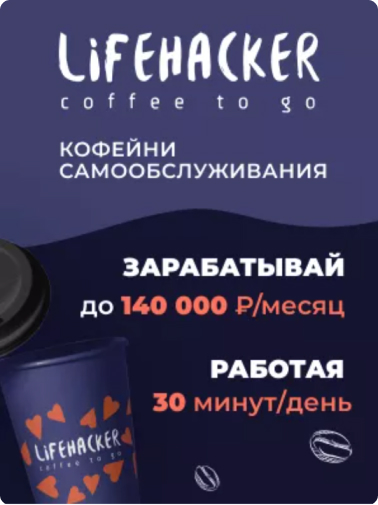 LiFEHACKER
coffee to go
КОФЕЙНИ
САМООБСЛУЖИВАНИЯ
ЗАРАБАТЫВАЙ
до 140 000 ₽/месяц
РАБОТАЯ
30 минут/день
LiFEHACKER
coffee to go